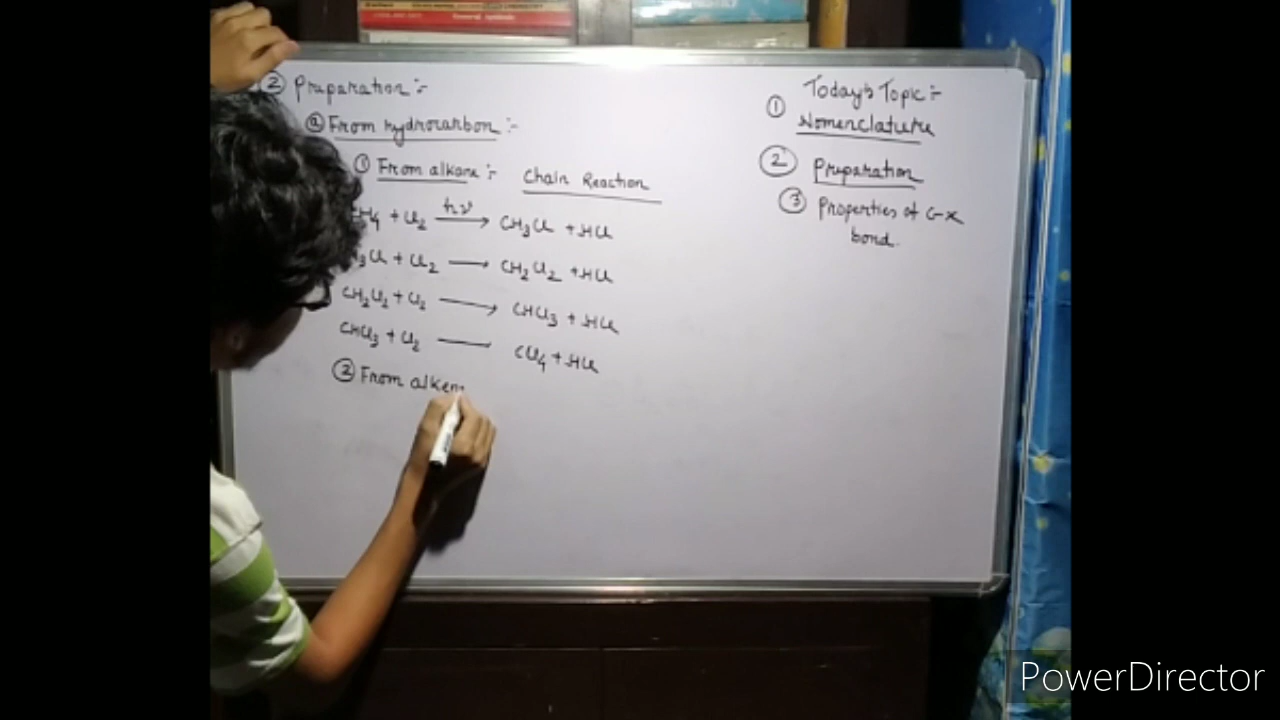 ② Preparation :-
ⓐ From hydrocarbon :-
① From alkane :- Chain Reaction
H₄ + Cl₂ hν → CH₃Cl + HCl
₃Cl + Cl₂ → CH₂Cl₂ + HCl
CH₂Cl₂ + Cl₂ → CHCl₃ + HCl
CHCl₃ + Cl₂ → CCl₄ + HCl
② From alken
Today's Topic :-
① Nomenclature
② Preparation
③ Properties of C-X
bond.
PowerDirector